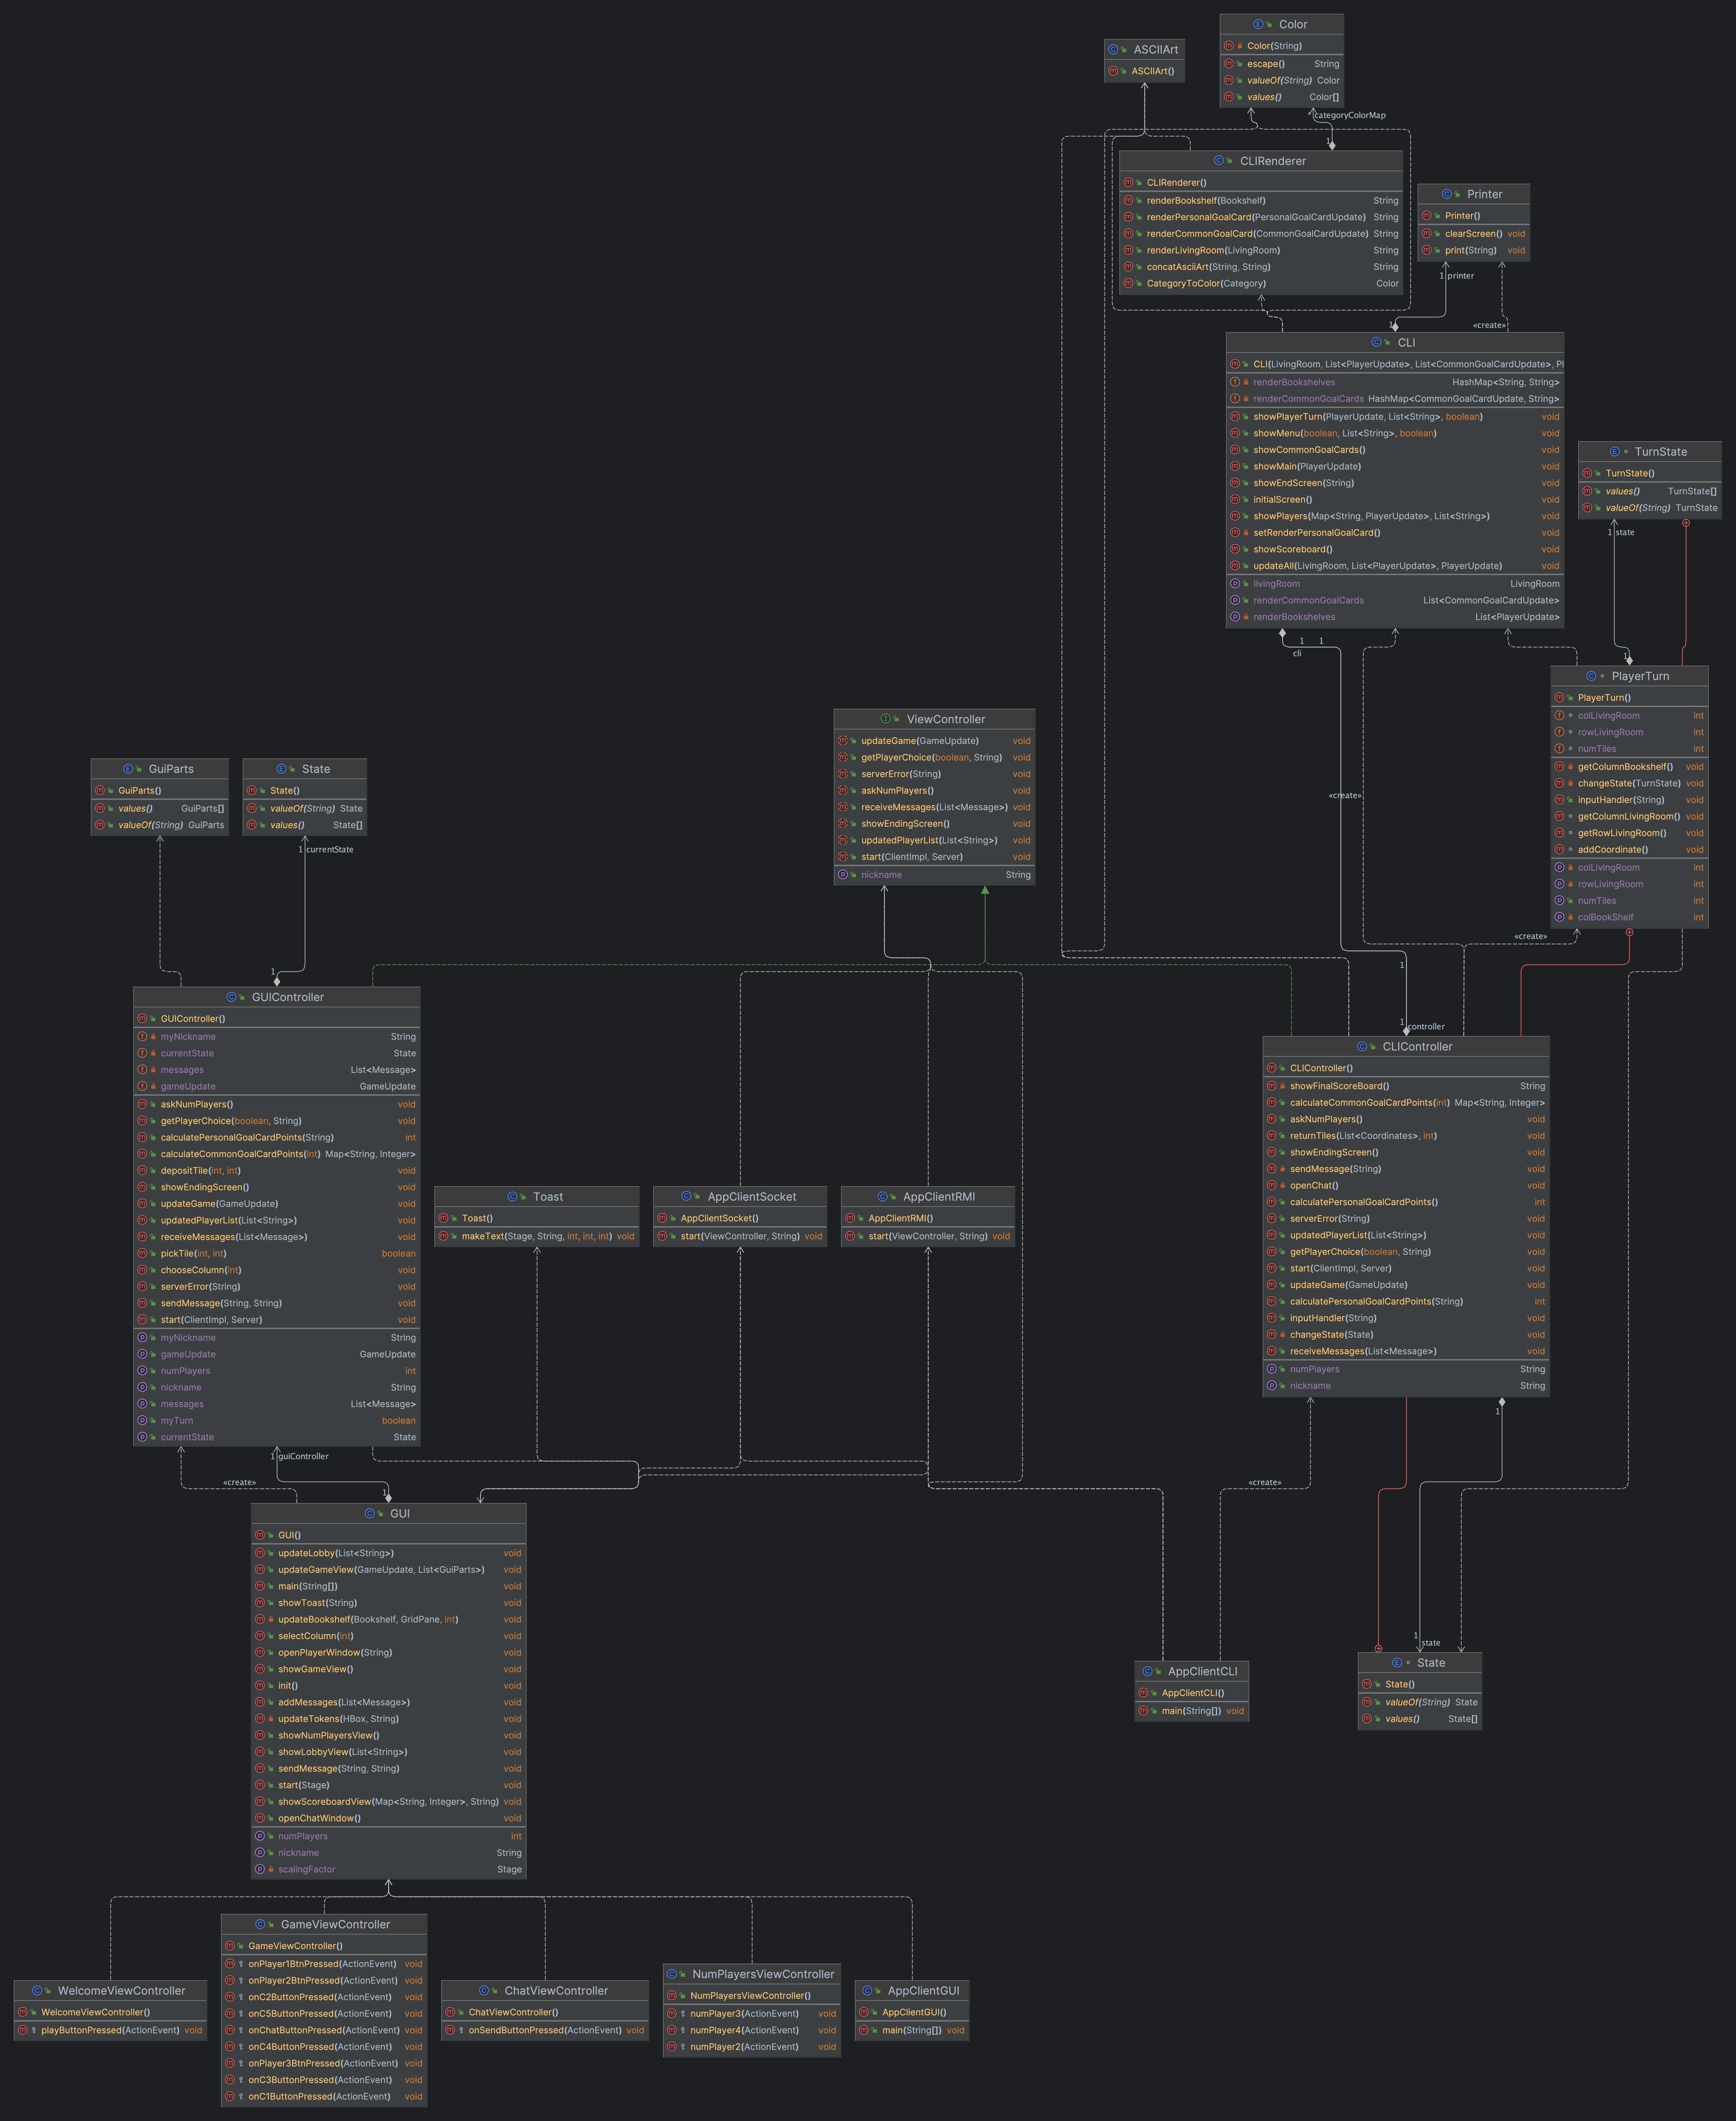 Color
Color(String)
escape() String
valueOf(String) Color
values() Color[]
ASCIIArt
ASCIIArt()
categoryColorMap
1
CLIRenderer
CLIRenderer()
renderBookshelf(Bookshelf) String
renderPersonalGoalCard(PersonalGoalCardUpdate) String
renderCommonGoalCard(CommonGoalCardUpdate) String
renderLivingRoom(LivingRoom) String
concatAsciiArt(String, String) String
CategoryToColor(Category) Color
Printer
Printer()
clearScreen() void
print(String) void
1 printer
1
«create»
CLI
CLI(LivingRoom, List<PlayerUpdate>, List<CommonGoalCardUpdate>, Pl
renderBookshelves HashMap<String, String>
renderCommonGoalCards HashMap<CommonGoalCardUpdate, String>
showPlayerTurn(PlayerUpdate, List<String>, boolean) void
showMenu(boolean, List<String>, boolean) void
showCommonGoalCards() void
showMain(PlayerUpdate) void
showEndScreen(String) void
initialScreen() void
showPlayers(Map<String, PlayerUpdate>, List<String>) void
setRenderPersonalGoalCard() void
showScoreboard() void
updateAll(LivingRoom, List<PlayerUpdate>, PlayerUpdate) void
livingRoom LivingRoom
renderCommonGoalCards List<CommonGoalCardUpdate>
renderBookshelves List<PlayerUpdate>
1 1
cli
TurnState
TurnState()
values() TurnState[]
valueOf(String) TurnState
1 state
1
PlayerTurn
PlayerTurn()
colLivingRoom int
rowLivingRoom int
numTiles int
getColumnBookshelf() void
changeState(TurnState) void
inputHandler(String) void
getColumnLivingRoom() void
getRowLivingRoom() void
addCoordinate() void
colLivingRoom int
rowLivingRoom int
numTiles int
colBookShelf int
«create»
«create»
ViewController
updateGame(GameUpdate) void
getPlayerChoice(boolean, String) void
serverError(String) void
askNumPlayers() void
receiveMessages(List<Message>) void
showEndingScreen() void
updatedPlayerList(List<String>) void
start(ClientImpl, Server) void
nickname String
GuiParts
GuiParts()
values() GuiParts[]
valueOf(String) GuiParts
State
State()
valueOf(String) State
values() State[]
1 currentState
1
GUIController
GUIController()
myNickname String
currentState State
messages List<Message>
gameUpdate GameUpdate
askNumPlayers() void
getPlayerChoice(boolean, String) void
calculatePersonalGoalCardPoints(String) int
calculateCommonGoalCardPoints(int) Map<String, Integer>
depositTile(int, int) void
showEndingScreen() void
updateGame(GameUpdate) void
updatedPlayerList(List<String>) void
receiveMessages(List<Message>) void
pickTile(int, int) boolean
chooseColumn(int) void
serverError(String) void
sendMessage(String, String) void
start(ClientImpl, Server) void
myNickname String
gameUpdate GameUpdate
numPlayers int
nickname String
messages List<Message>
myTurn boolean
currentState State
1
1 controller
CLIController
CLIController()
showFinalScoreBoard() String
calculateCommonGoalCardPoints(int) Map<String, Integer>
askNumPlayers() void
returnTiles(List<Coordinates>, int) void
showEndingScreen() void
sendMessage(String) void
openChat() void
calculatePersonalGoalCardPoints() int
serverError(String) void
updatedPlayerList(List<String>) void
getPlayerChoice(boolean, String) void
start(ClientImpl, Server) void
updateGame(GameUpdate) void
calculatePersonalGoalCardPoints(String) int
inputHandler(String) void
changeState(State) void
receiveMessages(List<Message>) void
numPlayers String
nickname String
Toast
Toast()
makeText(Stage, String, int, int, int) void
AppClientSocket
AppClientSocket()
start(ViewController, String) void
AppClientRMI
AppClientRMI()
start(ViewController, String) void
1
1 guiController
«create»
1
«create»
GUI
GUI()
updateLobby(List<String>) void
updateGameView(GameUpdate, List<GuiParts>) void
main(String[]) void
showToast(String) void
updateBookshelf(Bookshelf, GridPane, int) void
selectColumn(int) void
openPlayerWindow(String) void
showGameView() void
init() void
addMessages(List<Message>) void
updateTokens(HBox, String) void
showNumPlayersView() void
showLobbyView(List<String>) void
sendMessage(String, String) void
start(Stage) void
showScoreboardView(Map<String, Integer>, String) void
openChatWindow() void
numPlayers int
nickname String
scalingFactor Stage
AppClientCLI
AppClientCLI()
main(String[]) void
1 state
State
State()
valueOf(String) State
values() State[]
GameViewController
GameViewController()
onPlayer1BtnPressed(ActionEvent) void
onPlayer2BtnPressed(ActionEvent) void
onC2ButtonPressed(ActionEvent) void
onC5ButtonPressed(ActionEvent) void
onChatButtonPressed(ActionEvent) void
onC4ButtonPressed(ActionEvent) void
onPlayer3BtnPressed(ActionEvent) void
onC3ButtonPressed(ActionEvent) void
onC1ButtonPressed(ActionEvent) void
WelcomeViewController
WelcomeViewController()
playButtonPressed(ActionEvent) void
ChatViewController
ChatViewController()
onSendButtonPressed(ActionEvent) void
NumPlayersViewController
NumPlayersViewController()
numPlayer3(ActionEvent) void
numPlayer4(ActionEvent) void
numPlayer2(ActionEvent) void
AppClientGUI
AppClientGUI()
main(String[]) void